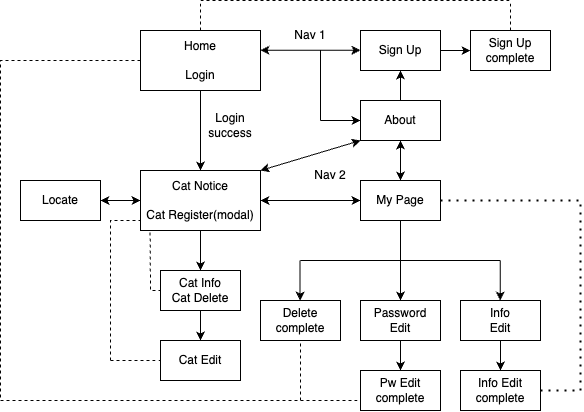 Home
Login
Nav 1
Sign Up
Sign Up
complete
Login
success
About
Nav 2
Locate
Cat Notice
Cat Register(modal)
My Page
Cat Info
Cat Delete
Delete
complete
Password
Edit
Info
Edit
Cat Edit
Pw Edit
complete
Info Edit
complete